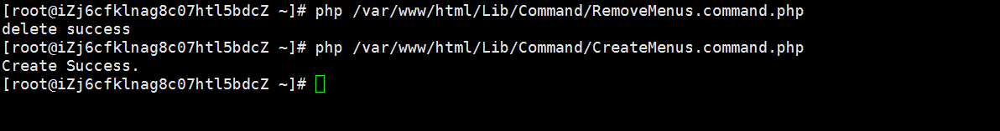 [root@iZj6cfklnag8c07htl5bdcZ ~]# php /var/www/html/Lib/Command/RemoveMenus.command.php
delete success
[root@iZj6cfklnag8c07htl5bdcZ ~]# php /var/www/html/Lib/Command/CreateMenus.command.php
Create Success.
[root@iZj6cfklnag8c07htl5bdcZ ~]#